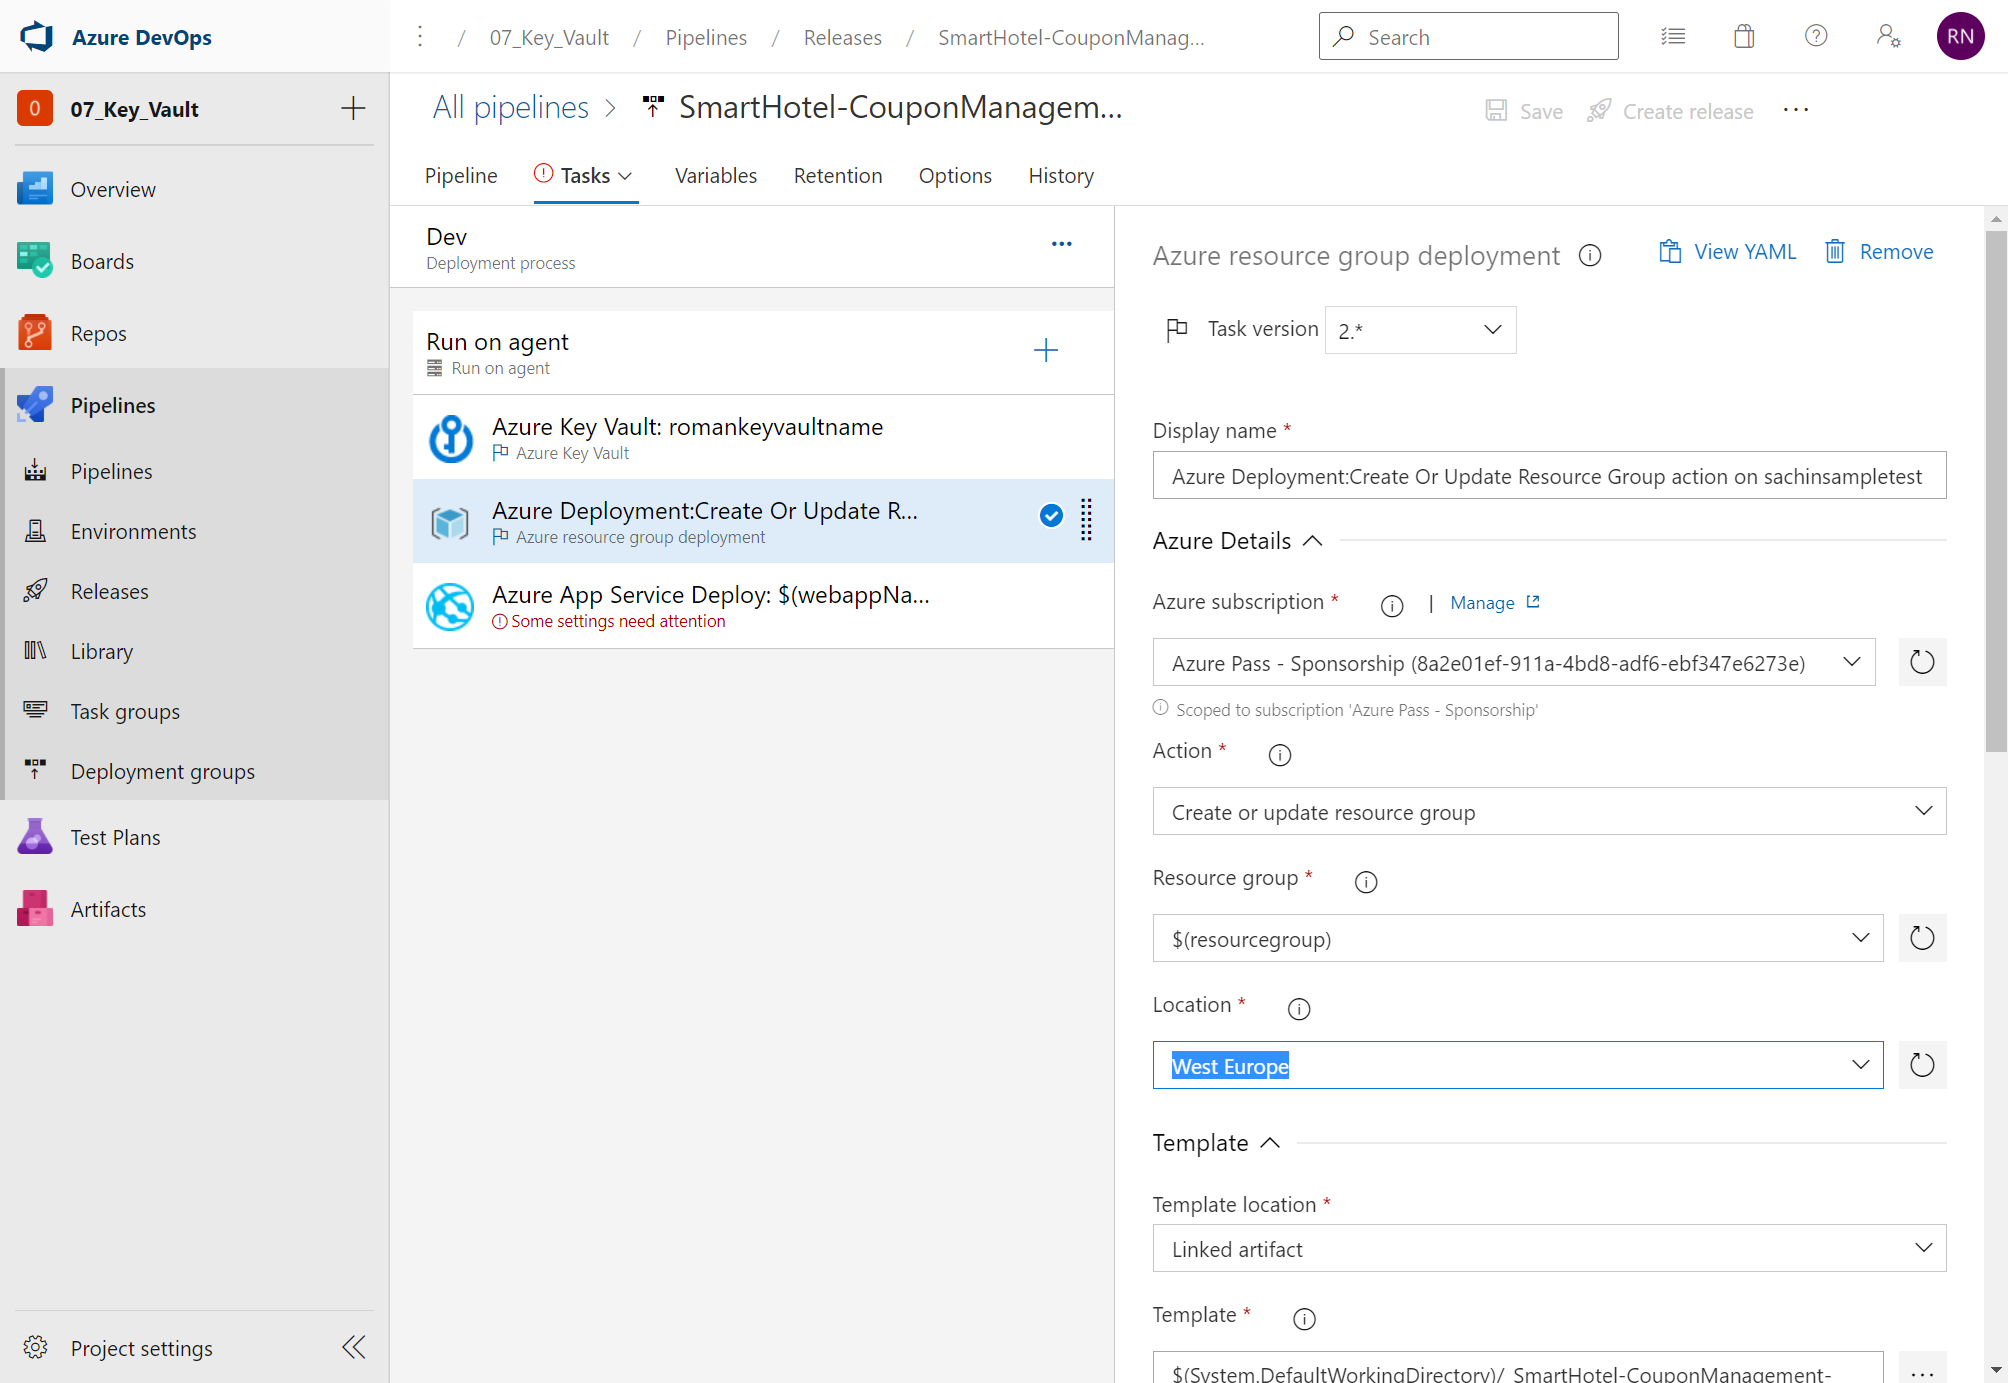 Azure DevOps
/ 07_Key_Vault / Pipelines / Releases / SmartHotel-CouponManag...
Search
RN
O 07_Key_Vault
Overview
Boards
Repos
Pipelines
Pipelines
Environments
Releases
Library
Task groups
Deployment groups
Test Plans
Artifacts
Project settings
All pipelines > SmartHotel-CouponManagem...
Save
Create release
Pipeline Tasks Variables Retention Options History
Dev
Deployment process
Run on agent
Run on agent
Azure Key Vault: romankeyvaultname
Azure Key Vault
Azure Deployment:Create Or Update R...
Azure resource group deployment
Azure App Service Deploy: $(webappNa...
Some settings need attention
Azure resource group deployment
View YAML
Remove
Task version 2.*
Display name *
Azure Deployment:Create Or Update Resource Group action on sachinsampletest
Azure Details
Azure subscription * | Manage
Azure Pass - Sponsorship (8a2e01ef-911a-4bd8-adf6-ebf347e6273e)
Scoped to subscription 'Azure Pass - Sponsorship'
Action *
Create or update resource group
Resource group *
$(resourcegroup)
Location *
West Europe
Template
Template location *
Linked artifact
Template *
$(System.DefaultWorkingDirectory)/_SmartHotel-CouponManagement-